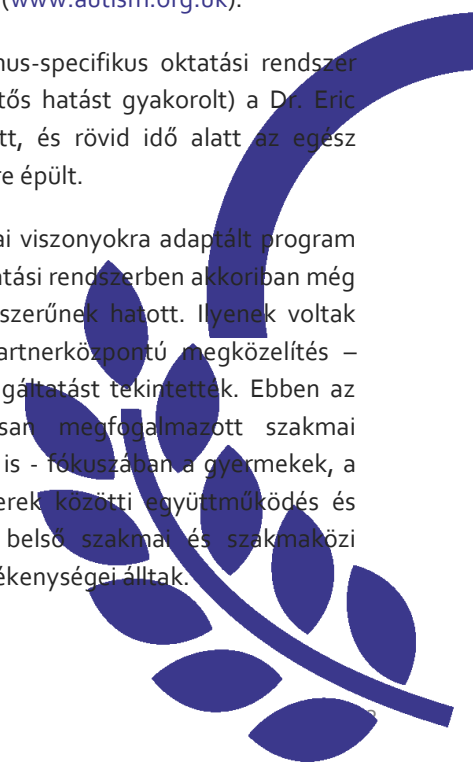 (www.autism.org.uk).
nus-specifikus oktatási rendszer
tős hatást gyakorolt) a Dr. Eric
tt, és rövid idő alatt az egész
re épült.
ai viszonyokra adaptált program
atási rendszerben akkoriban még
szerűnek hatott. Ilyenek voltak
artnerközpontú megközelítés –
gáltatást tekintették. Ebben az
san megfogalmazott szakmai
is - fókuszában a gyermekek, a
erek közötti együttműködés és
belső szakmai és szakmaközi
ékenységei álltak.